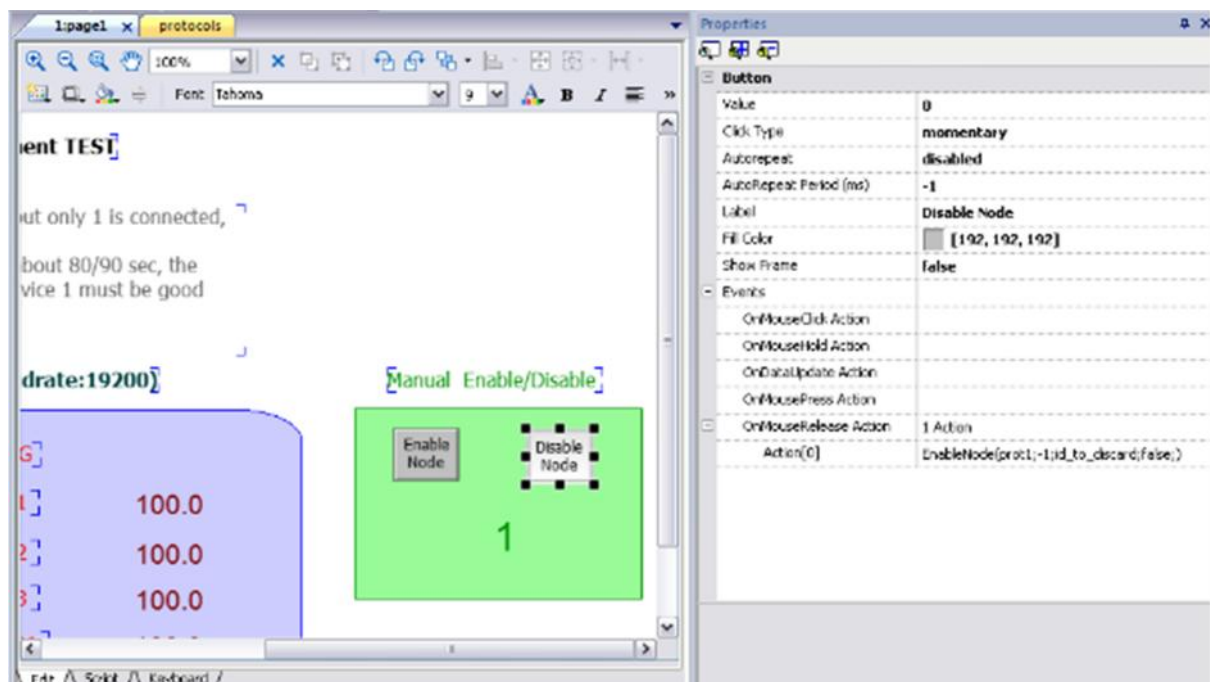 1:page1 x protocols
100%
Font Tahoma 9 A B I »
ent TEST
ut only 1 is connected,
bout 80/90 sec, the
vice 1 must be good
drate:19200)
Manual Enable/Disable
G
Enable
Node
Disable
Node
1
1 100.0
2 100.0
3 100.0
Edit Script Keyboard
Properties
Button
Value 0
Click Type momentary
Autorepeat disabled
AutoRepeat Period (ms) -1
Label Disable Node
Fill Color [192, 192, 192]
Show Frame false
Events
OnMouseClick Action
OnMouseHold Action
OnDataUpdate Action
OnMousePress Action
OnMouseRelease Action 1 Action
Action[0] EnableNode(prot1;-1;id_to_discard;false;)